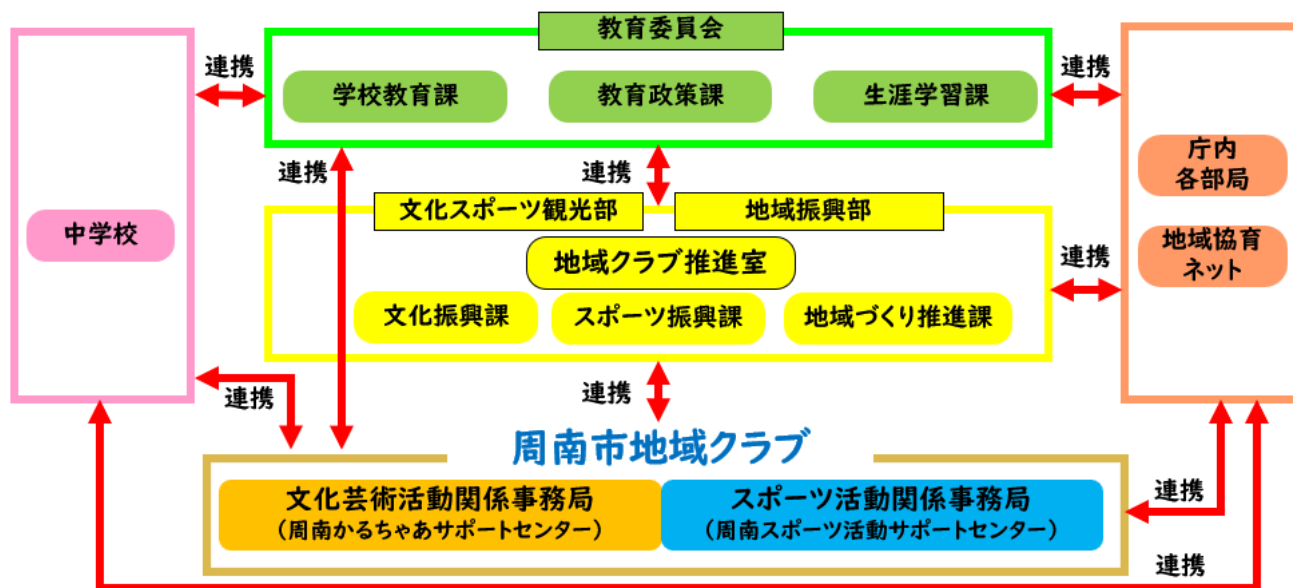 教育委員会
連携
連携
学校教育課
教育政策課
生涯学習課
連携
連携
庁内
各部局
文化スポーツ観光部
地域振興部
中学校
地域クラブ推進室
連携
地域協育
ネット
文化振興課
スポーツ振興課
地域づくり推進課
連携
連携
周南市地域クラブ
文化芸術活動関係事務局
(周南かるちゃあサポートセンター)
スポーツ活動関係事務局
(周南スポーツ活動サポートセンター)
連携
連携